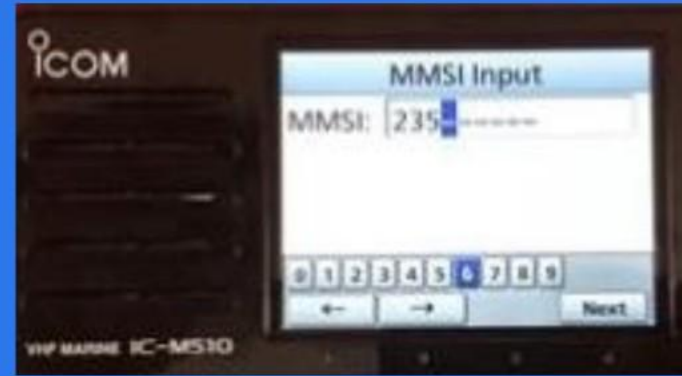 ICOM
MMSI Input
MMSI: 235------
0 1 2 3 4 5 6 7 8 9
← →
Next
VHF MARINE IC-M510